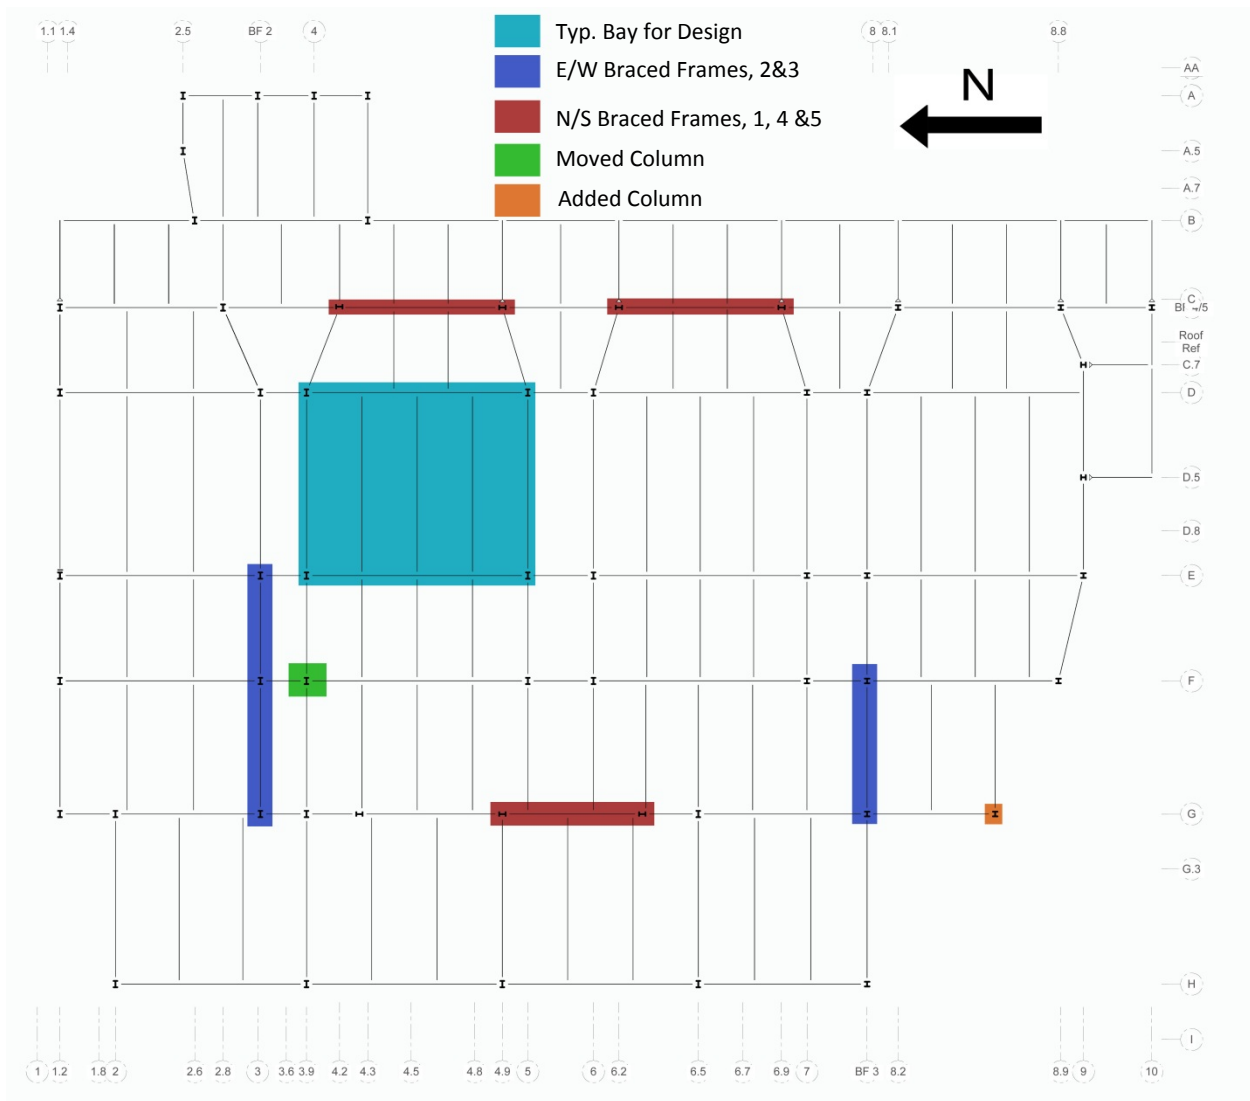 1.1 1.4 2.5 BF 2 4 8 8.1 8.8
Typ. Bay for Design
E/W Braced Frames, 2&3
N/S Braced Frames, 1, 4 &5
Moved Column
Added Column
N
AA
A
A.5
A.7
B
C
Roof
Ref
C.7
D
D.5
D.8
E
F
G
G.3
H
I
1 1.2 1.8 2 2.6 2.8 3 3.6 3.9 4.2 4.3 4.5 4.8 4.9 5 6 6.2 6.5 6.7 6.9 7 BF 3 8.2 8.9 9 10